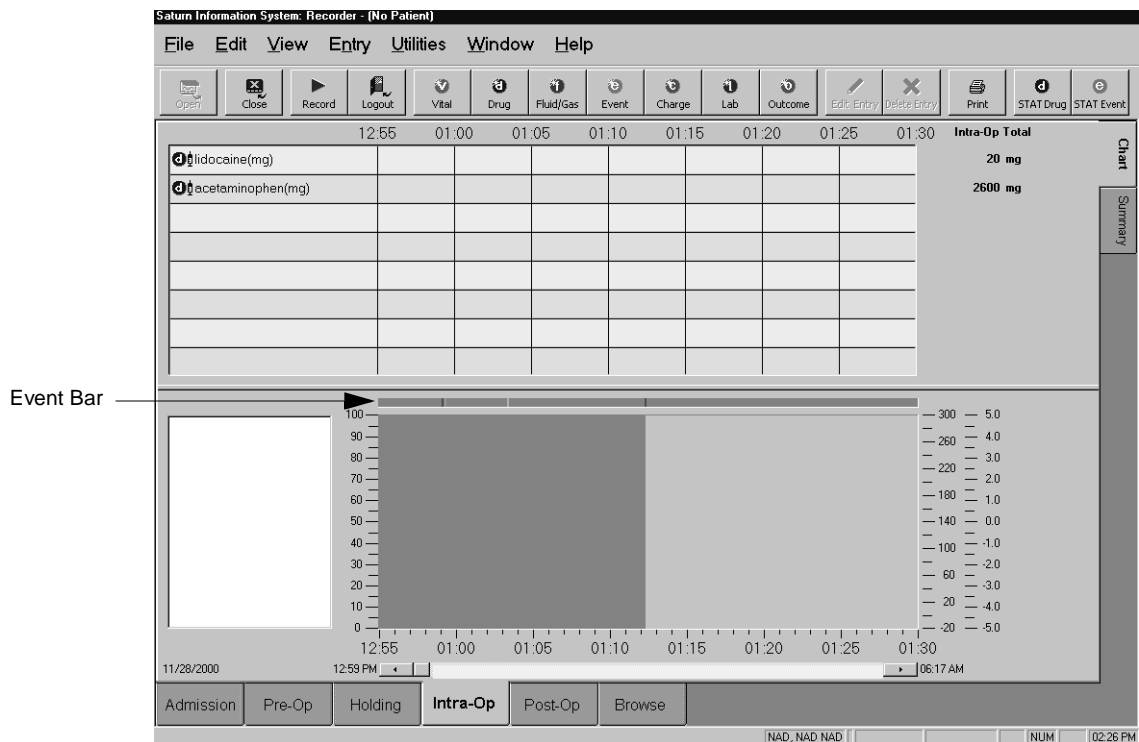 Saturn Information System: Recorder - (No Patient)
File Edit View Entry Utilities Window Help
Open Close Record Logout Vital Drug Fluid/Gas Event Charge Lab Outcome Edit Entry Delete Entry Print STAT Drug STAT Event
12:55 01:00 01:05 01:10 01:15 01:20 01:25 01:30 Intra-Op Total
Chart
d lidocaine(mg) 20 mg
d acetaminophen(mg) 2600 mg
Summary
Event Bar
100 300 5.0
90 260 4.0
80 3.0
70 220 2.0
60 180 1.0
50 140 0.0
40 100 -1.0
30 -2.0
20 60 -3.0
10 20 -4.0
0 -20 -5.0
12:55 01:00 01:05 01:10 01:15 01:20 01:25 01:30
11/28/2000 12:59 PM 06:17 AM
Admission Pre-Op Holding Intra-Op Post-Op Browse
NAD, NAD NAD NUM 02:26 PM